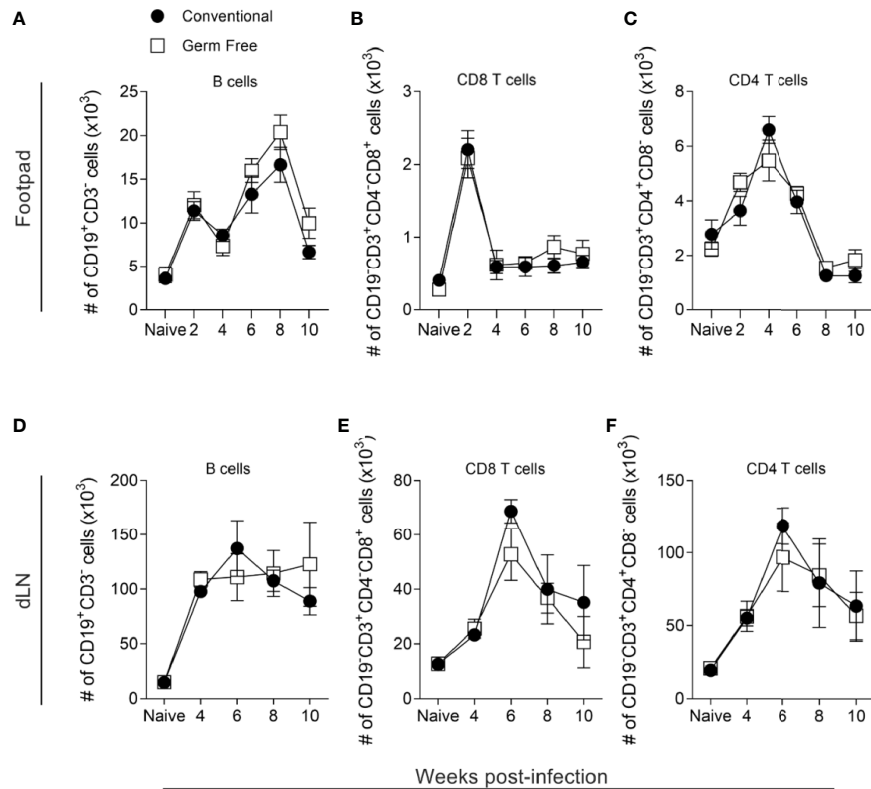 A
● Conventional
□ Germ Free
Footpad
B cells
# of CD19⁺CD3⁻ cells (x10³)
25
20
15
10
5
0
Naive 2 4 6 8 10
B
CD8 T cells
# of CD19⁻CD3⁺CD4⁻CD8⁺ cells (x10³)
3
2
1
0
Naive 2 4 6 8 10
C
CD4 T cells
# of CD19⁻CD3⁺CD4⁺CD8⁻ cells (x10³)
8
6
4
2
0
Naive 2 4 6 8 10
dLN
D
B cells
# of CD19⁺CD3⁻ cells (x10³)
200
150
100
50
0
Naive 4 6 8 10
E
CD8 T cells
# of CD19⁻CD3⁺CD4⁻CD8⁺ cells (x10³)
80
60
40
20
0
Naive 4 6 8 10
F
CD4 T cells
# of CD19⁻CD3⁺CD4⁺CD8⁻ cells (x10³)
150
100
50
0
Naive 4 6 8 10
Weeks post-infection